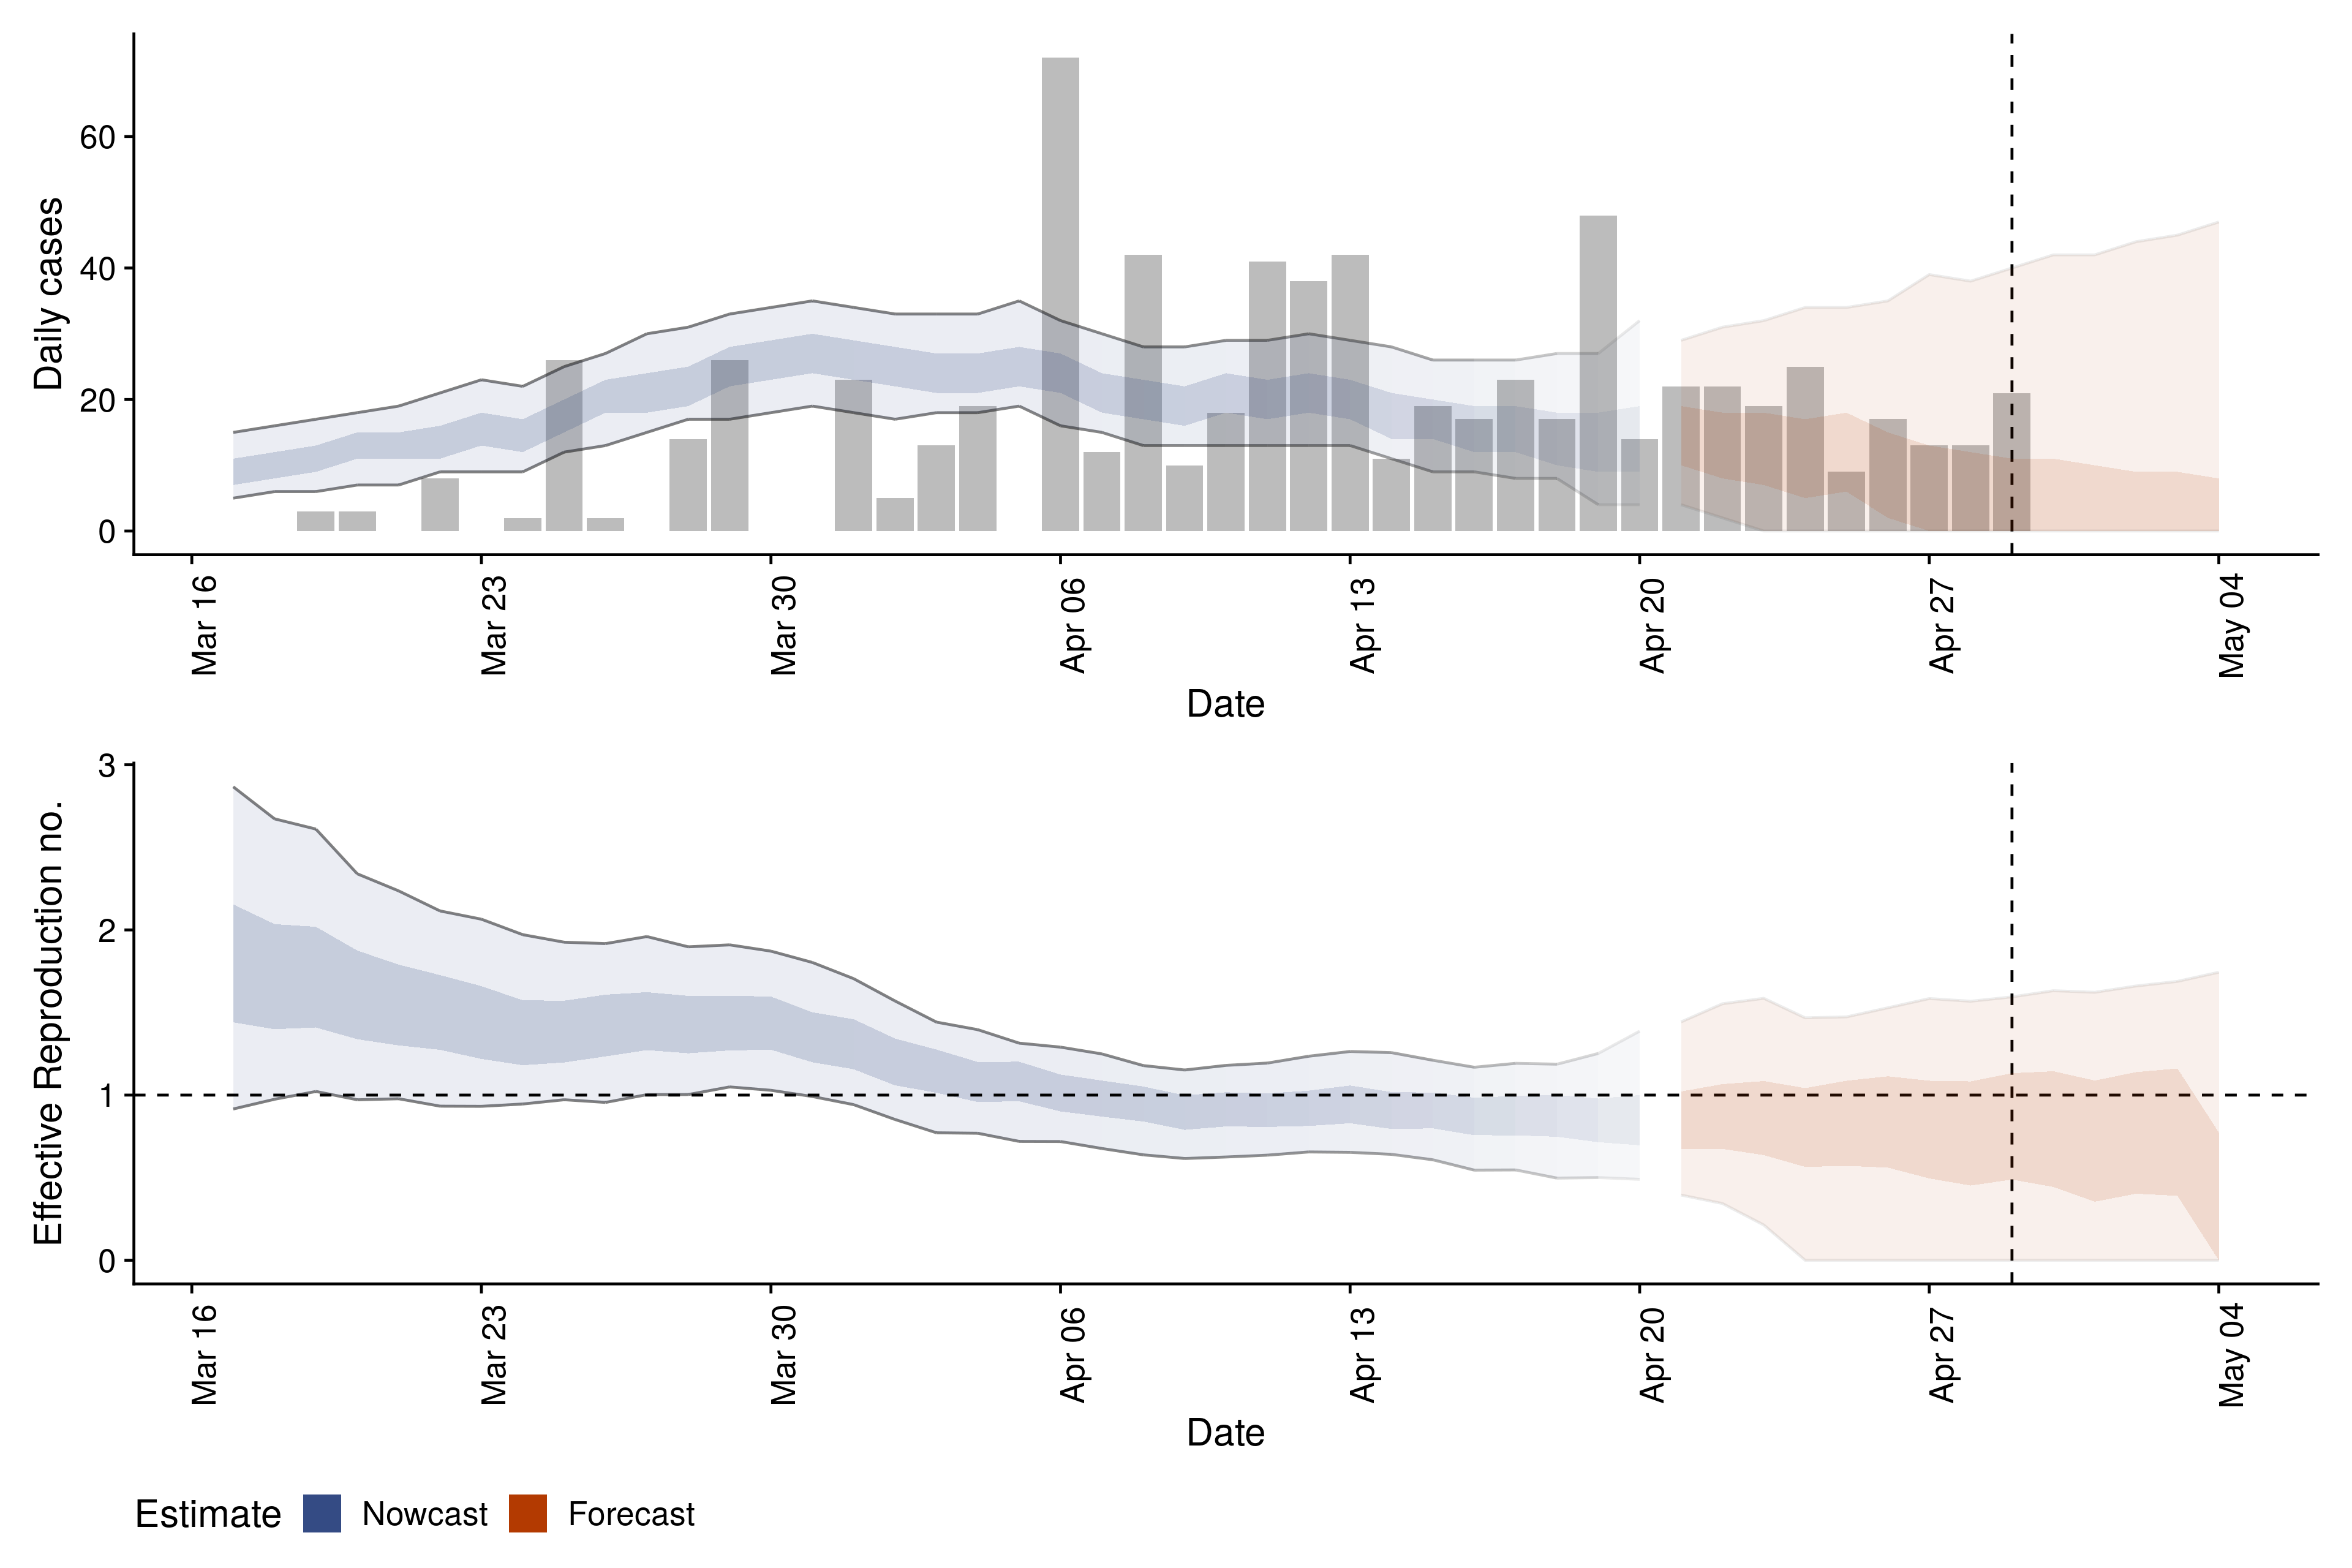 Daily cases
60
40
20
0
Mar 16
Mar 23
Mar 30
Apr 06
Apr 13
Apr 20
Apr 27
May 04
Date
Effective Reproduction no.
3
2
1
0
Mar 16
Mar 23
Mar 30
Apr 06
Apr 13
Apr 20
Apr 27
May 04
Date
Estimate Nowcast Forecast